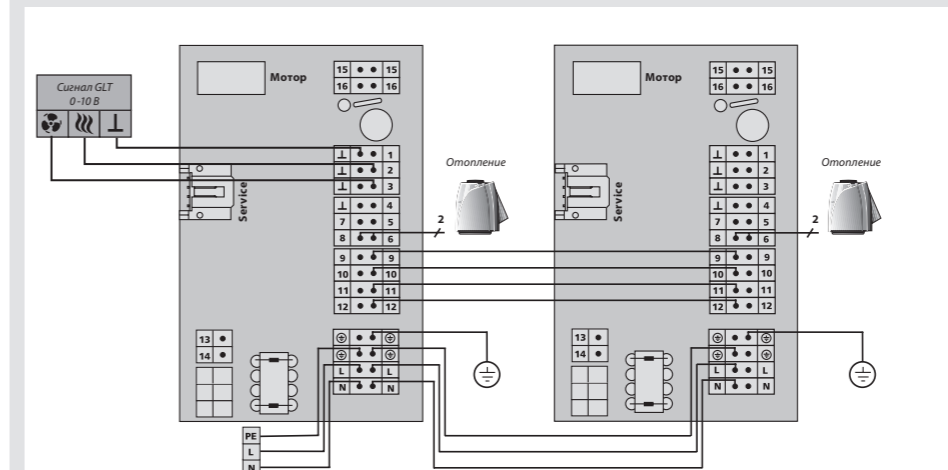 Сигнал GLT
0-10 В
Мотор
15 15
16 16
⊥ 1
⊥ 2
⊥ 3
⊥ 4
7 5
8 6
9 9
10 10
11 11
12 12
Service
13
14
L L
N N
PE
L
N
Отопление
2
Мотор
15 15
16 16
⊥ 1
⊥ 2
⊥ 3
⊥ 4
7 5
8 6
9 9
10 10
11 11
12 12
Service
13
14
L L
N N
Отопление
2